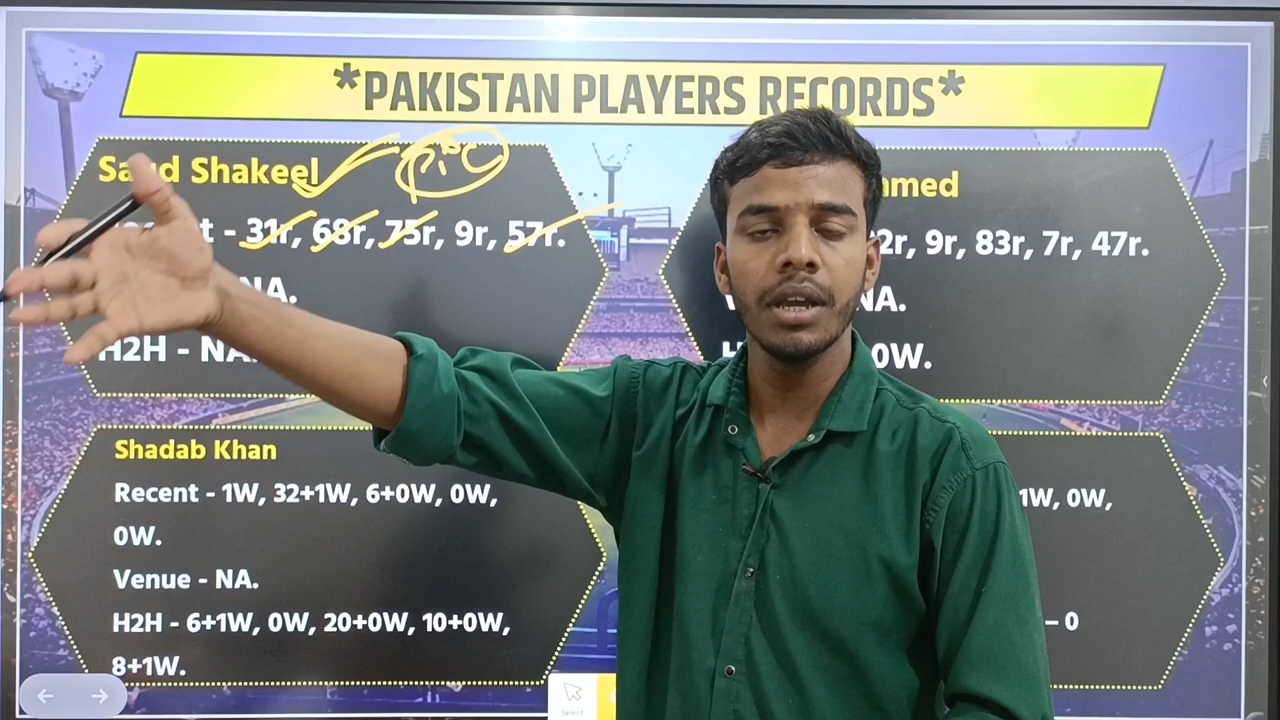 *PAKISTAN PLAYERS RECORDS*
Saud Shakeel
- 31r, 68r, 75r, 9r, 57r.
NA.
H2H - NA.
9r, 83r, 7r, 47r.
NA.
0W.
Shadab Khan
Recent - 1W, 32+1W, 6+0W, 0W,
0W.
Venue - NA.
H2H - 6+1W, 0W, 20+0W, 10+0W,
8+1W.
1W, 0W,
– 0
Select